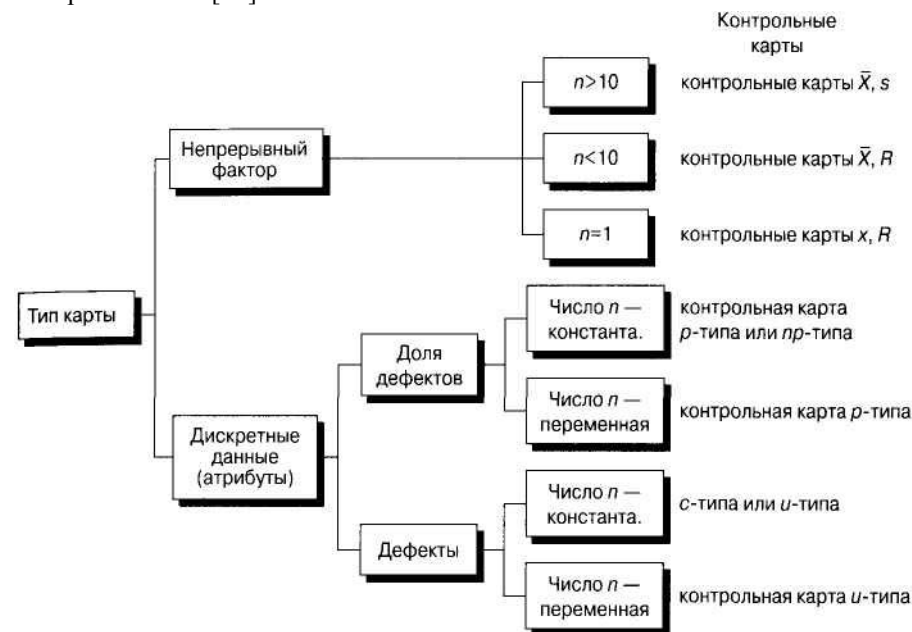 Контрольные
карты
n>10
контрольные карты X̅, s
Непрерывный
фактор
n<10
контрольные карты X̅, R
n=1
контрольные карты x, R
Тип карты
Число n —
константа.
контрольная карта
p-типа или np-типа
Доля
дефектов
Число n —
переменная
контрольная карта p-типа
Дискретные
данные
(атрибуты)
Число n —
константа.
c-типа или u-типа
Дефекты
Число n —
переменная
контрольная карта u-типа